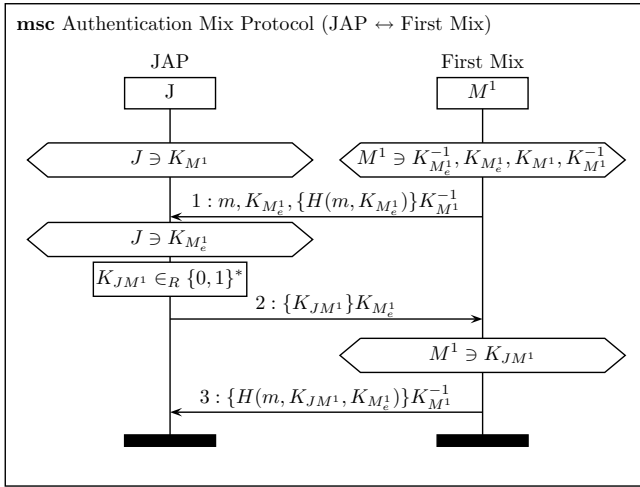 msc Authentication Mix Protocol (JAP ↔ First Mix)
JAP First Mix
J M^1
J ∋ K_{M^1} M^1 ∋ K_{M_e^1}^{-1}, K_{M_e^1}, K_{M^1}, K_{M^1}^{-1}
1 : m, K_{M_e^1}, {H(m, K_{M_e^1})}K_{M^1}^{-1}
J ∋ K_{M_e^1}
K_{JM^1} ∈_R {0, 1}^*
2 : {K_{JM^1}}K_{M_e^1}
M^1 ∋ K_{JM^1}
3 : {H(m, K_{JM^1}, K_{M_e^1})}K_{M^1}^{-1}